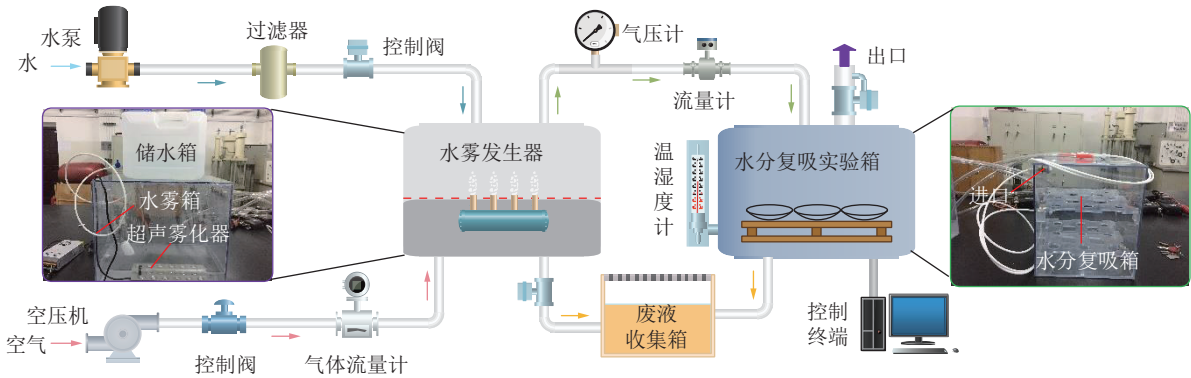 水泵
水
过滤器
控制阀
气压计
流量计
出口
储水箱
水雾箱
超声雾化器
水雾发生器
温湿度计
水分复吸实验箱
进口
水分复吸箱
空压机
空气
控制阀
气体流量计
废液
收集箱
控制
终端